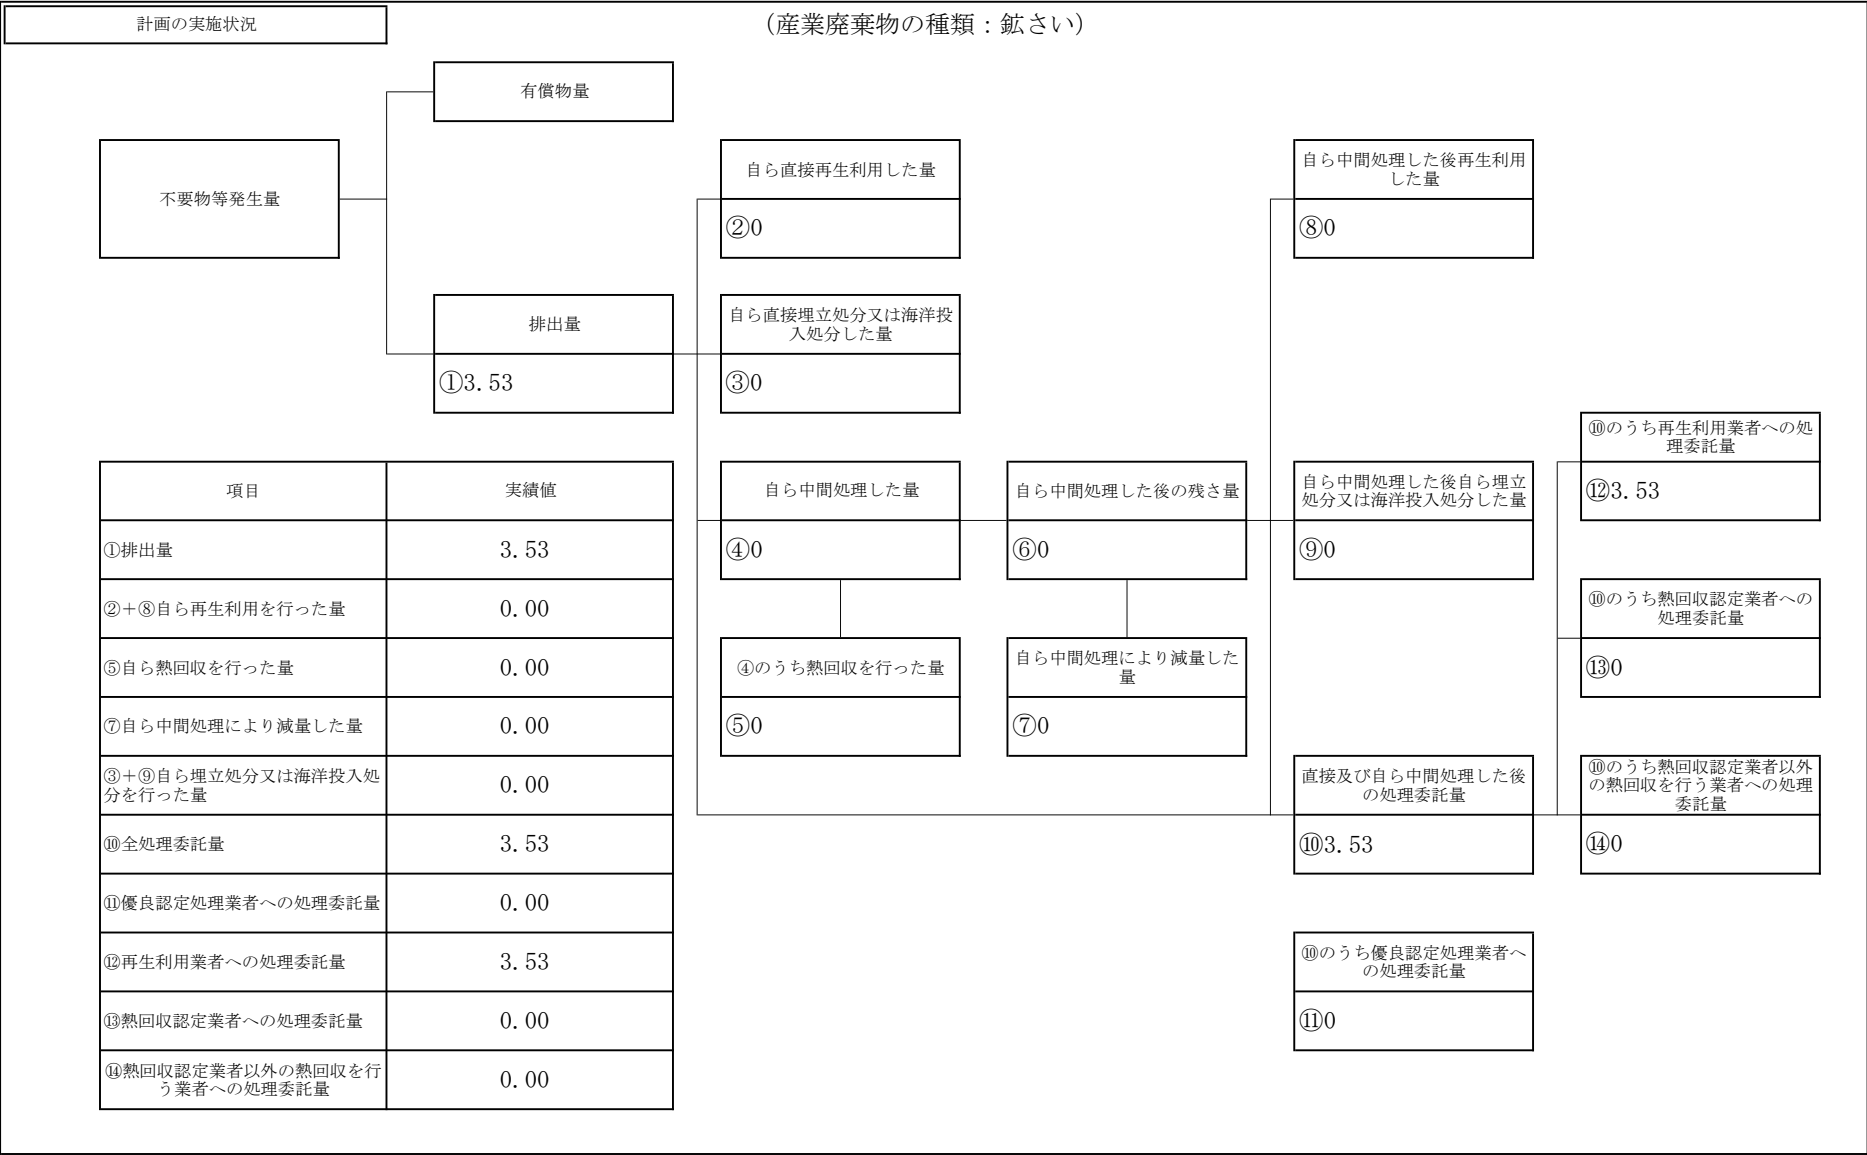 計画の実施状況
（産業廃棄物の種類：鉱さい）
有償物量
不要物等発生量
自ら直接再生利用した量
②0
自ら中間処理した後再生利用
した量
⑧0
排出量
①3.53
自ら直接埋立処分又は海洋投
入処分した量
③0
項目
実績値
①排出量
3.53
②＋⑧自ら再生利用を行った量
0.00
⑤自ら熱回収を行った量
0.00
⑦自ら中間処理により減量した量
0.00
③＋⑨自ら埋立処分又は海洋投入処
分を行った量
0.00
⑩全処理委託量
3.53
⑪優良認定処理業者への処理委託量
0.00
⑫再生利用業者への処理委託量
3.53
⑬熱回収認定業者への処理委託量
0.00
⑭熱回収認定業者以外の熱回収を行
う業者への処理委託量
0.00
自ら中間処理した量
④0
④のうち熱回収を行った量
⑤0
自ら中間処理した後の残さ量
⑥0
自ら中間処理により減量した
量
⑦0
自ら中間処理した後自ら埋立
処分又は海洋投入処分した量
⑨0
直接及び自ら中間処理した後
の処理委託量
⑩3.53
⑩のうち優良認定処理業者へ
の処理委託量
⑪0
⑩のうち再生利用業者への処
理委託量
⑫3.53
⑩のうち熱回収認定業者への
処理委託量
⑬0
⑩のうち熱回収認定業者以外
の熱回収を行う業者への処理
委託量
⑭0